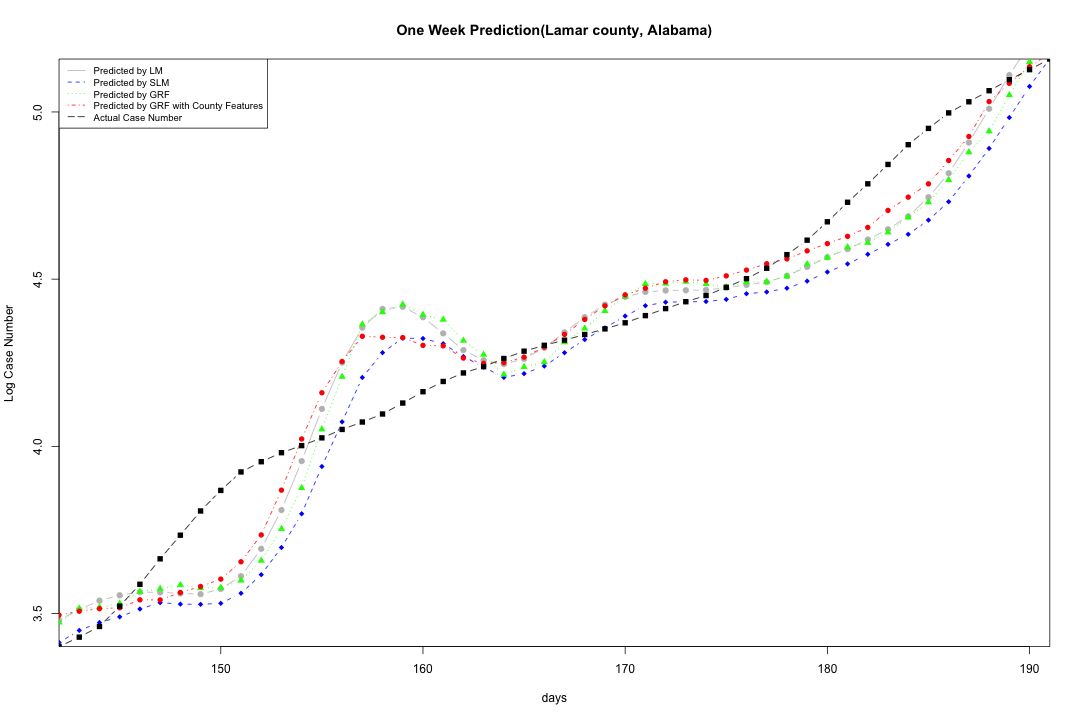 One Week Prediction(Lamar county, Alabama)
Predicted by LM
Predicted by SLM
Predicted by GRF
Predicted by GRF with County Features
Actual Case Number
Log Case Number
5.0
4.5
4.0
3.5
150 160 170 180 190
days